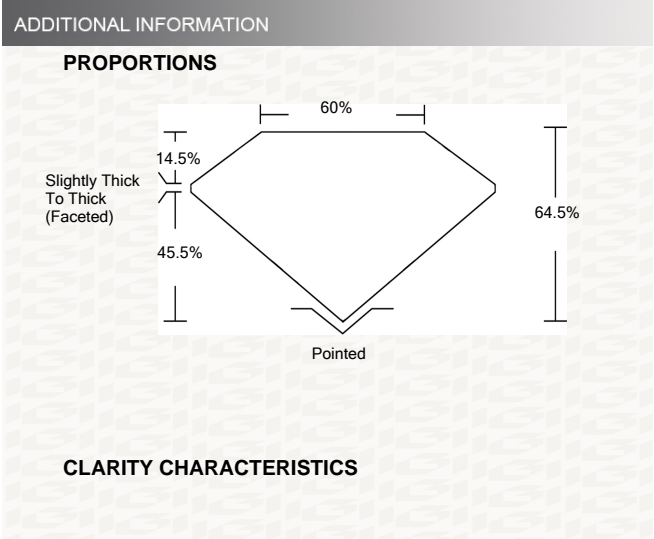 ADDITIONAL INFORMATION
PROPORTIONS
60%
14.5%
Slightly Thick
To Thick
(Faceted)
64.5%
45.5%
Pointed
CLARITY CHARACTERISTICS